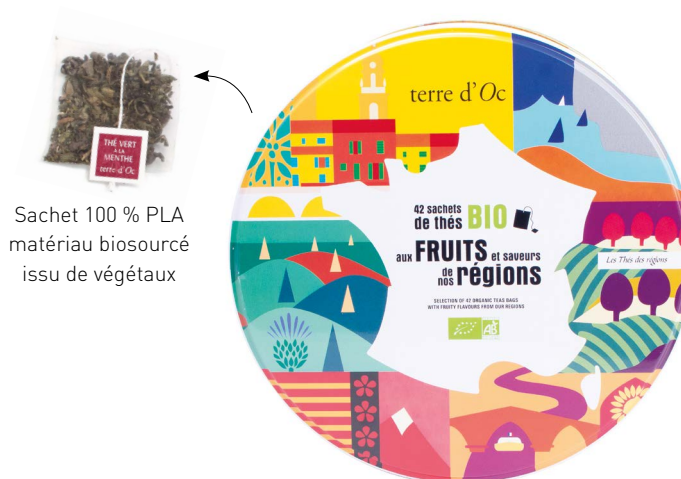 THÉ VERT
À LA
MENTHE
terre d'Oc
Sachet 100 % PLA
matériau biosourcé
issu de végétaux
terre d'Oc
42 sachets
de thés BIO
aux FRUITS et saveurs
de
nos régions
SELECTION OF 42 ORGANIC TEAS BAGS
WITH FRUITY FLAVOURS FROM OUR REGIONS
AB
Les Thés des régions